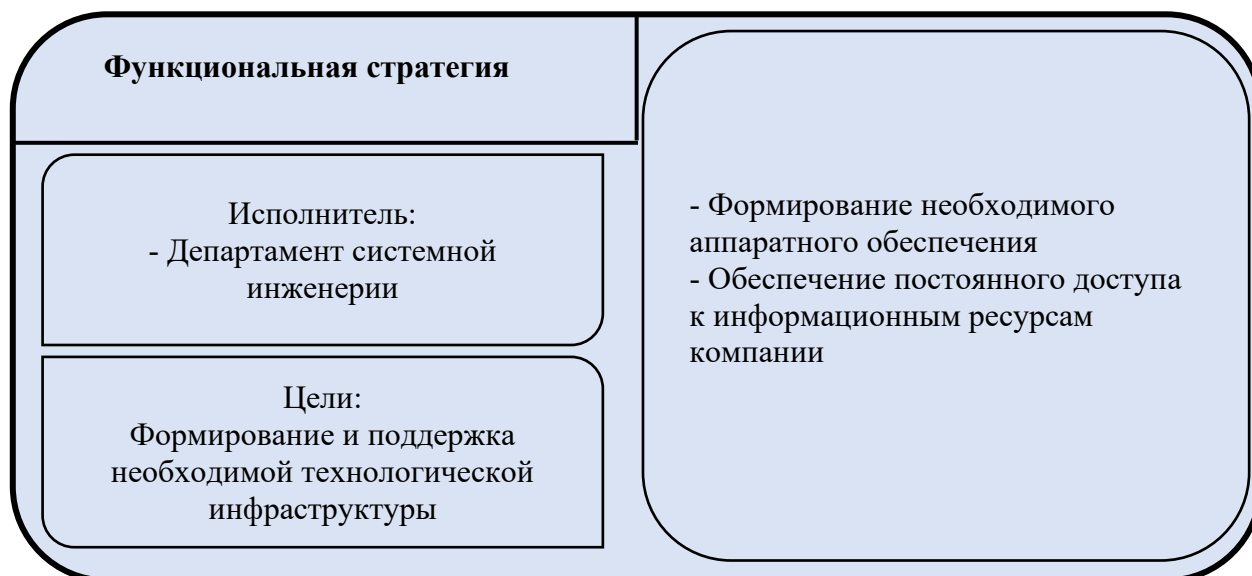 Функциональная стратегия
Исполнитель:
- Департамент системной
инженерии
Цели:
Формирование и поддержка
необходимой технологической
инфраструктуры
- Формирование необходимого
аппаратного обеспечения
- Обеспечение постоянного доступа
к информационным ресурсам
компании